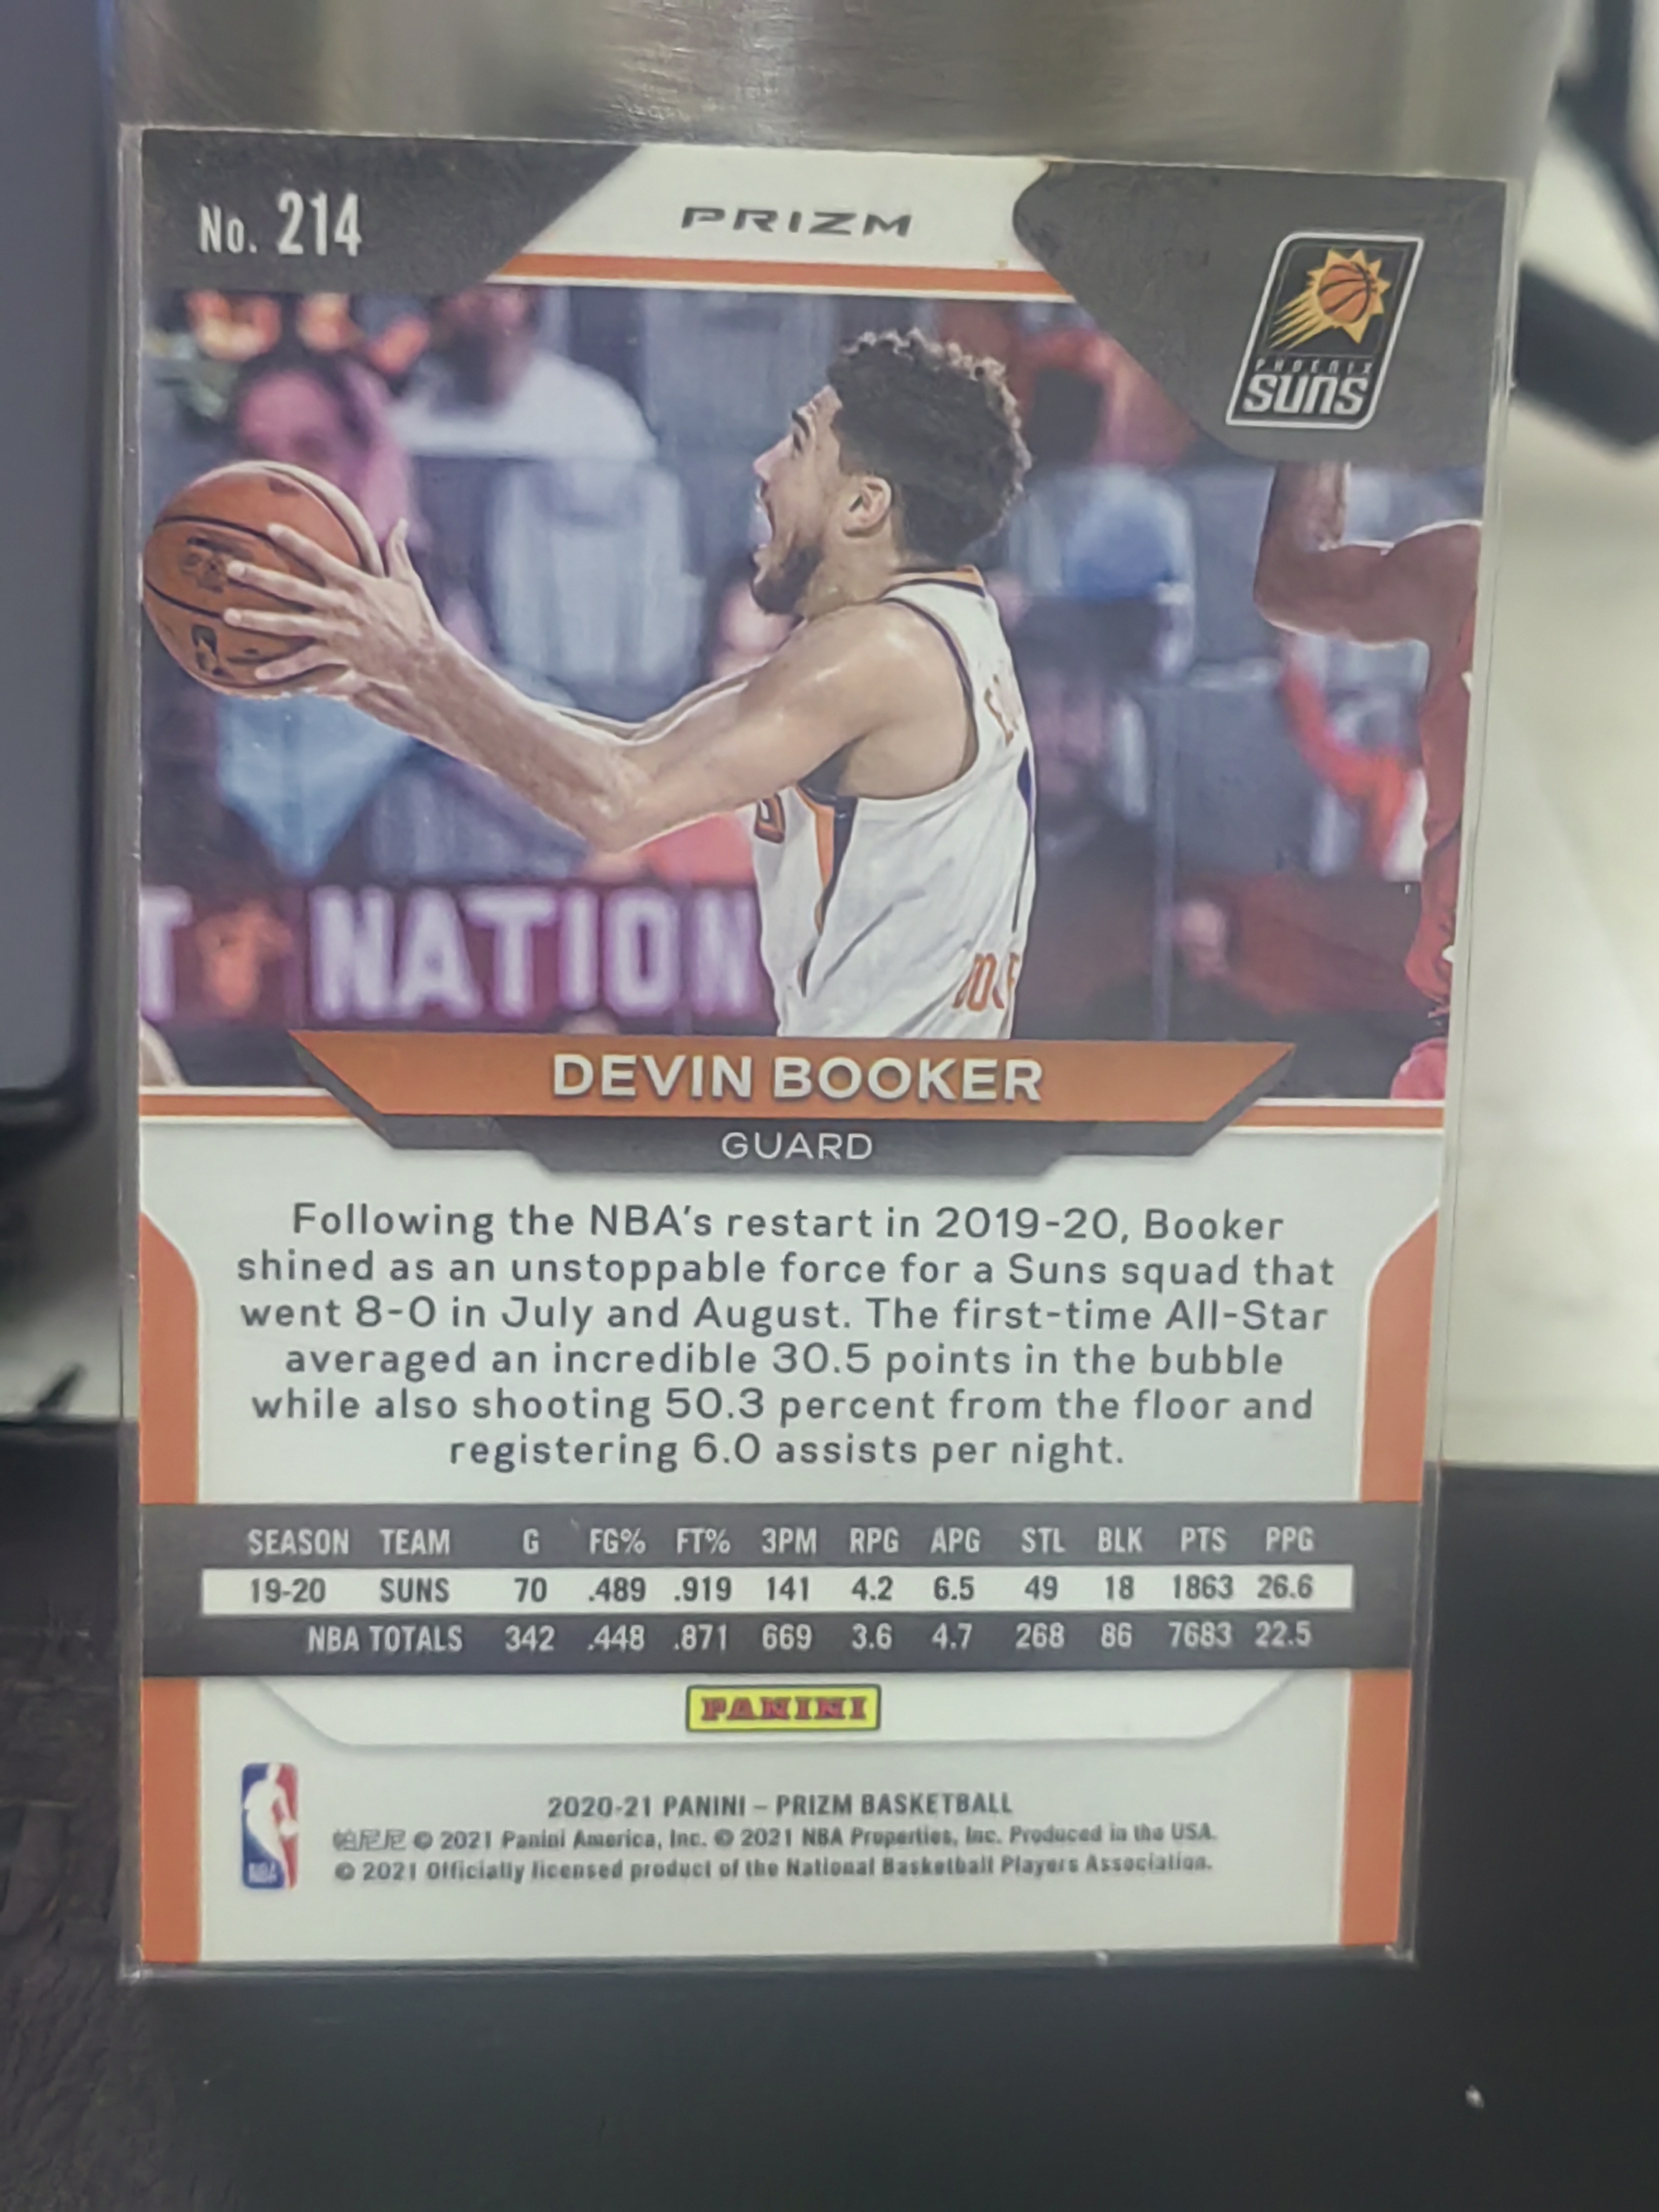 No. 214
PRIZM
PHOENIX
SUNS
NATION
DEVIN BOOKER
GUARD
Following the NBA's restart in 2019-20, Booker
shined as an unstoppable force for a Suns squad that
went 8-0 in July and August. The first-time All-Star
averaged an incredible 30.5 points in the bubble
while also shooting 50.3 percent from the floor and
registering 6.0 assists per night.
SEASON TEAM G FG% FT% 3PM RPG APG STL BLK PTS PPG
19-20 SUNS 70 .489 .919 141 4.2 6.5 49 18 1863 26.6
NBA TOTALS 342 .448 .871 669 3.6 4.7 268 86 7683 22.5
PANINI
NBA
2020-21 PANINI – PRIZM BASKETBALL
帕尼尼 © 2021 Panini America, Inc. © 2021 NBA Properties, Inc. Produced in the USA.
© 2021 Officially licensed product of the National Basketball Players Association.